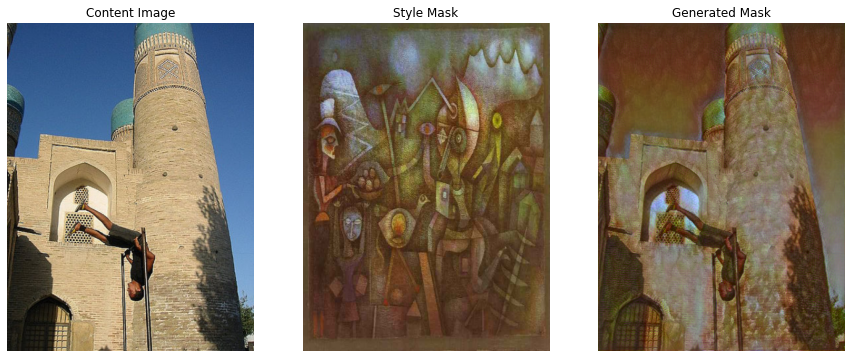 Content Image
Style Mask
Generated Mask